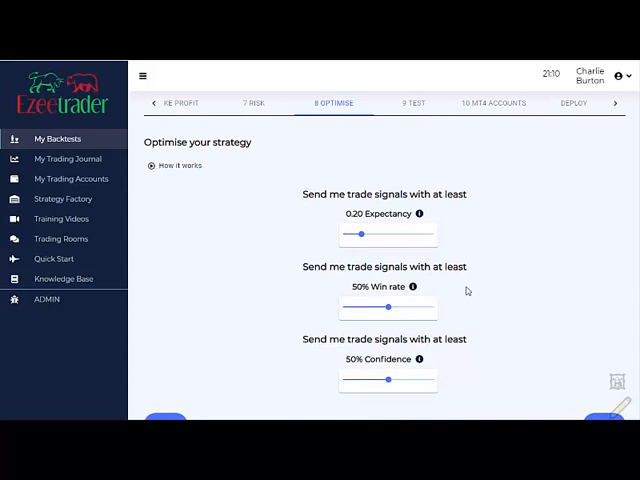 Ezeetrader
My Backtests
My Trading Journal
My Trading Accounts
Strategy Factory
Training Videos
Trading Rooms
Quick Start
Knowledge Base
ADMIN
21:10
Charlie
Burton
KE PROFIT
7 RISK
8 OPTIMISE
9 TEST
10 MT4 ACCOUNTS
DEPLOY
Optimise your strategy
How it works
Send me trade signals with at least
0.20 Expectancy
Send me trade signals with at least
50% Win rate
Send me trade signals with at least
50% Confidence